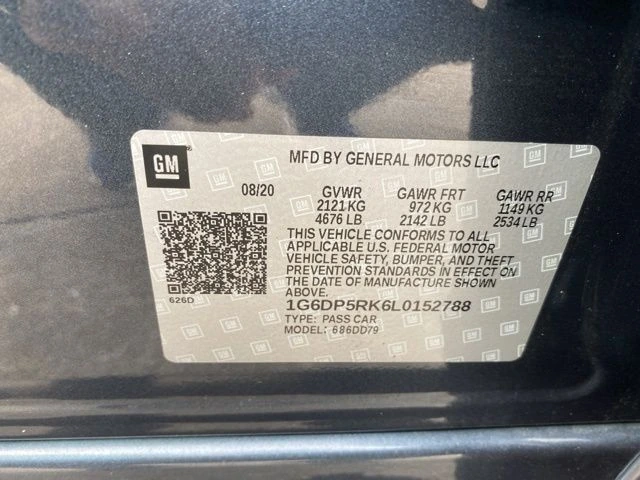 GM
MFD BY GENERAL MOTORS LLC
08/20 GVWR GAWR FRT GAWR RR
2121 KG 972 KG 1149 KG
4676 LB 2142 LB 2534 LB
THIS VEHICLE CONFORMS TO ALL
APPLICABLE U.S. FEDERAL MOTOR
VEHICLE SAFETY, BUMPER, AND THEFT
PREVENTION STANDARDS IN EFFECT ON
THE DATE OF MANUFACTURE SHOWN
ABOVE.
626D
1G6DP5RK6L0152788
TYPE: PASS CAR
MODEL: 686DD79